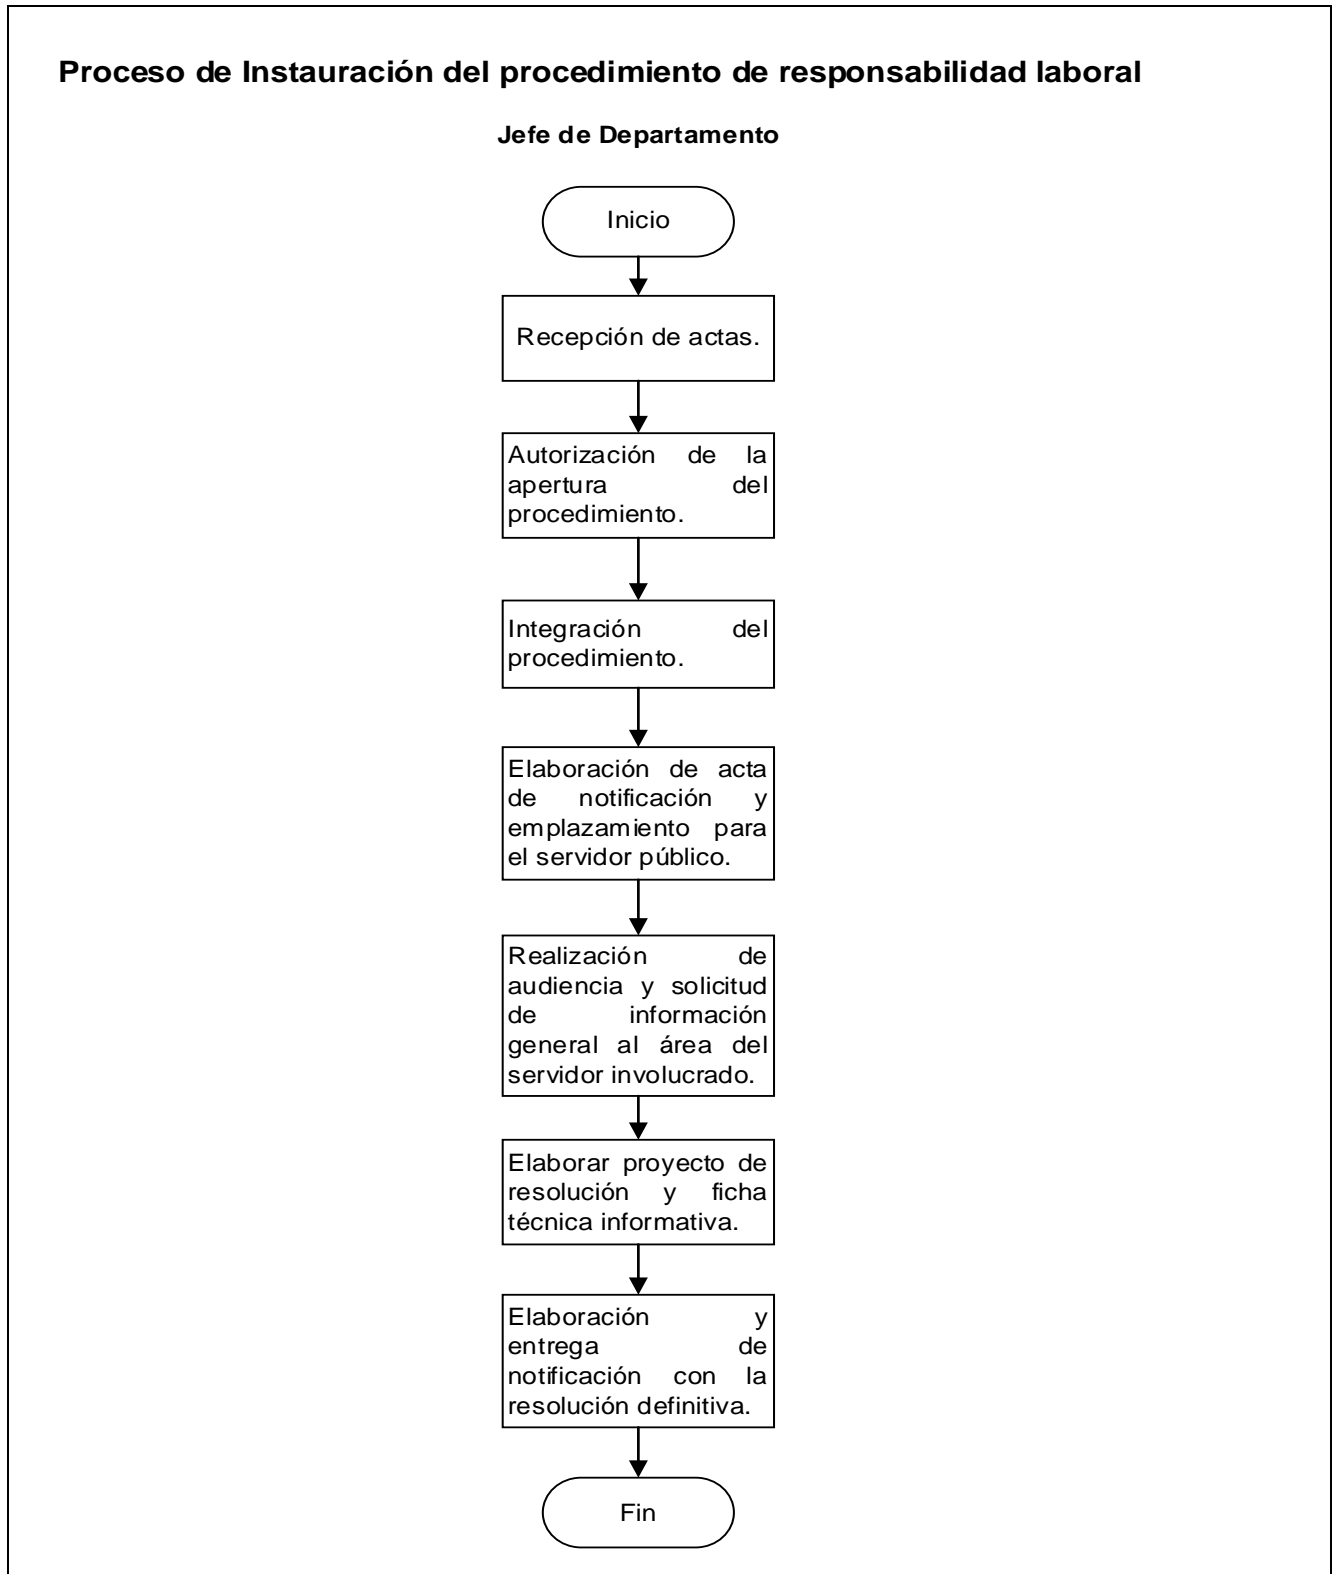 Proceso de Instauración del procedimiento de responsabilidad laboral
Jefe de Departamento
Inicio
Recepción de actas.
Autorización de la
apertura del
procedimiento.
Integración del
procedimiento.
Elaboración de acta
de notificación y
emplazamiento para
el servidor público.
Realización de
audiencia y solicitud
de información
general al área del
servidor involucrado.
Elaborar proyecto de
resolución y ficha
técnica informativa.
Elaboración y
entrega de
notificación con la
resolución definitiva.
Fin